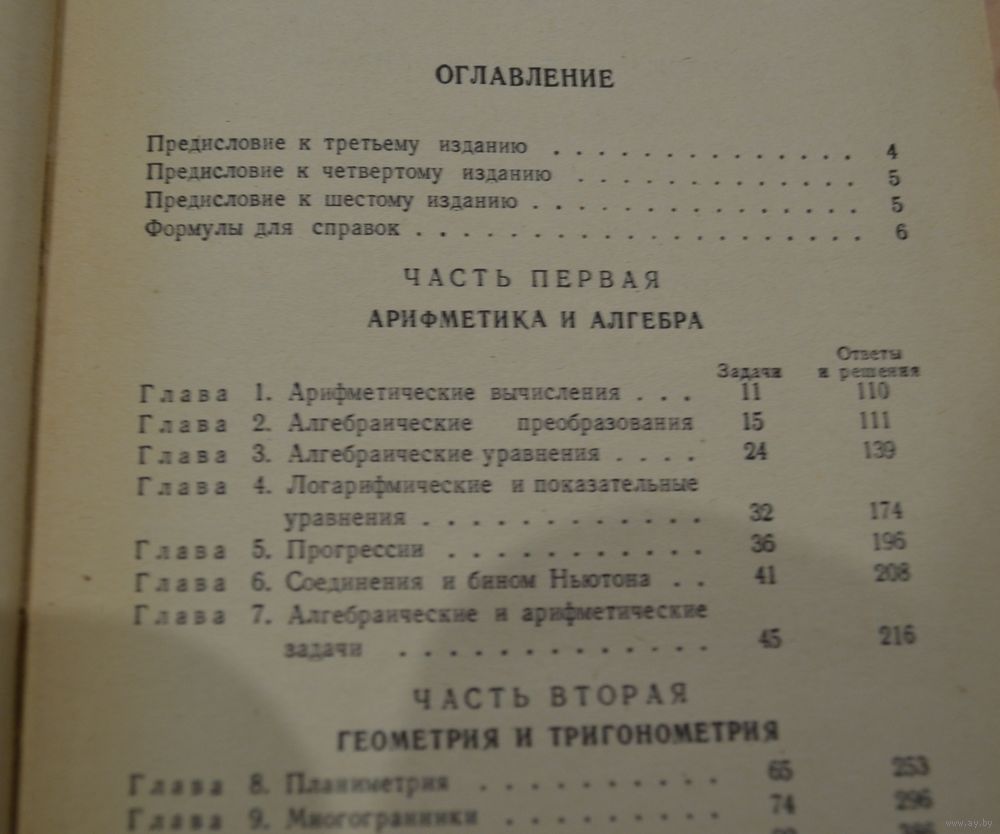 ОГЛАВЛЕНИЕ
Предисловие к третьему изданию . . . . . . . . . . . . . . 4
Предисловие к четвертому изданию . . . . . . . . . . . . . 5
Предисловие к шестому изданию . . . . . . . . . . . . . . . 5
Формулы для справок . . . . . . . . . . . . . . . . . . . . 6
ЧАСТЬ ПЕРВАЯ
АРИФМЕТИКА И АЛГЕБРА
Задачи Ответы и решения
Глава 1. Арифметические вычисления . . . 11 110
Глава 2. Алгебраические преобразования 15 111
Глава 3. Алгебраические уравнения . . . . 24 139
Глава 4. Логарифмические и показательные
уравнения . . . . . . . . . . . . 32 174
Глава 5. Прогрессии . . . . . . . . . . . 36 196
Глава 6. Соединения и бином Ньютона . . 41 208
Глава 7. Алгебраические и арифметические
задачи . . . . . . . . . . . . . 45 216
ЧАСТЬ ВТОРАЯ
ГЕОМЕТРИЯ И ТРИГОНОМЕТРИЯ
Глава 8. Планиметрия . . . . . . . . . . 65 253
Глава 9. Многогранники . . . . . . . . . 74 296
www.ay.by